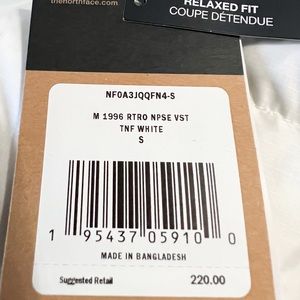 thenorthface.com
RELAXED FIT
COUPE DÉTENDUE
NF0A3JQQFN4-S
M 1996 RTRO NPSE VST
TNF WHITE
S
1 95437 05910 0
MADE IN BANGLADESH
Suggested Retail 220.00